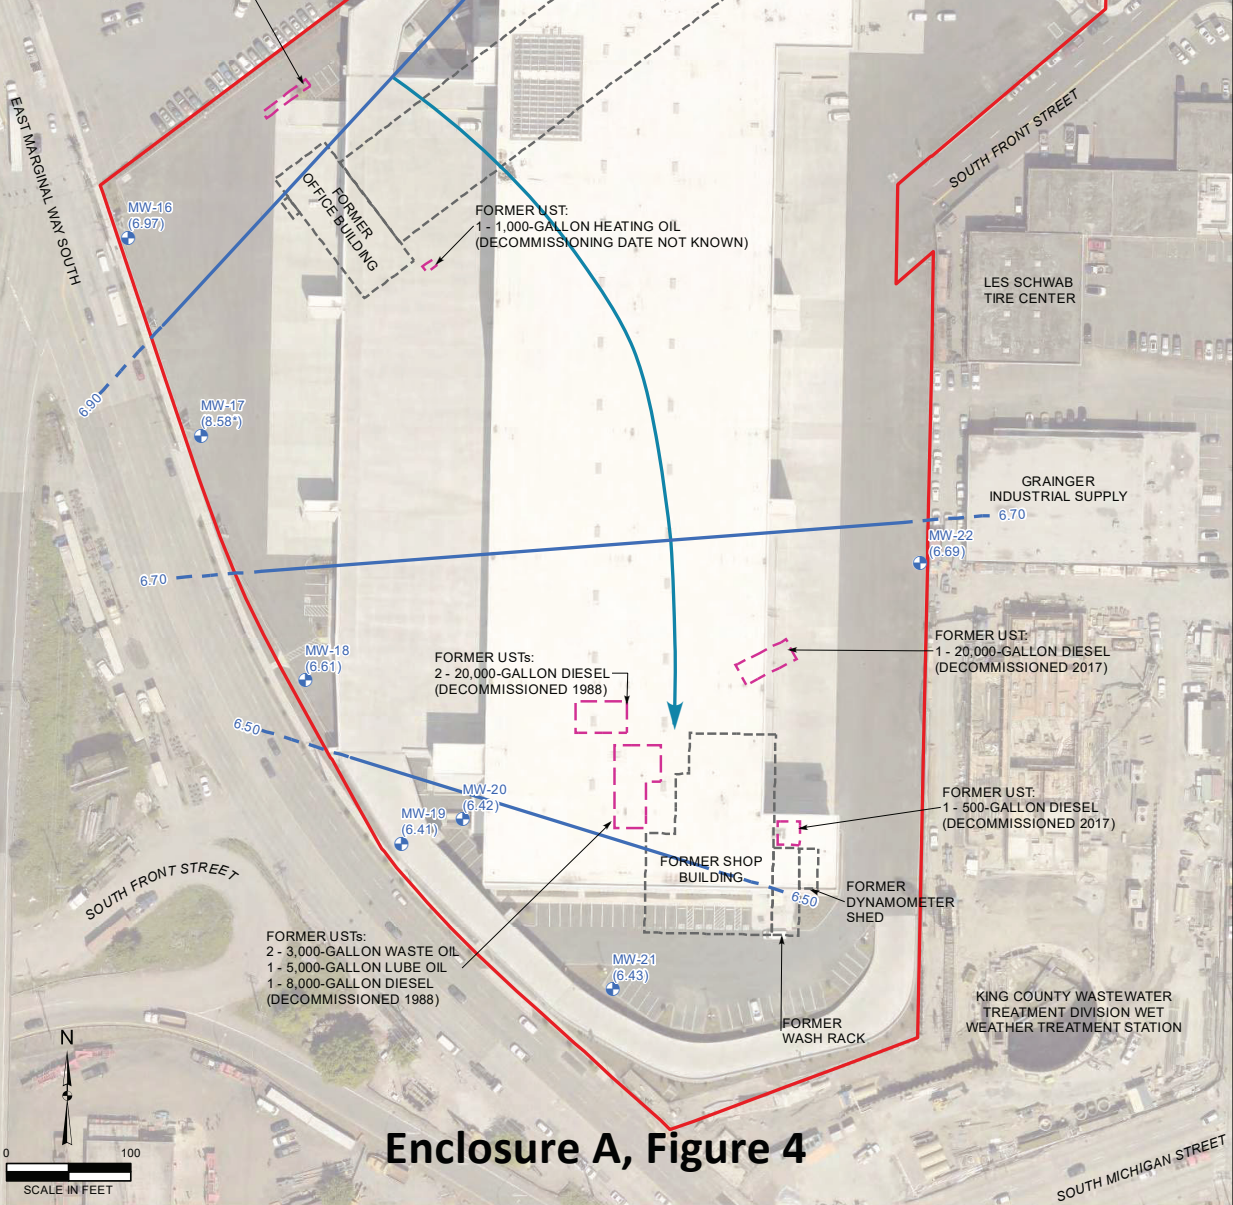 EAST MARGINAL WAY SOUTH
SOUTH FRONT STREET
MW-16
(6.97)
FORMER
OFFICE BUILDING
FORMER UST:
1 - 1,000-GALLON HEATING OIL
(DECOMMISSIONING DATE NOT KNOWN)
LES SCHWAB
TIRE CENTER
6.90
MW-17
(8.58*)
GRAINGER
INDUSTRIAL SUPPLY
6.70
MW-22
(6.69)
6.70
MW-18
(6.61)
FORMER USTs:
2 - 20,000-GALLON DIESEL
(DECOMMISSIONED 1988)
FORMER UST:
1 - 20,000-GALLON DIESEL
(DECOMMISSIONED 2017)
6.50
MW-20
(6.42)
MW-19
(6.41)
FORMER UST:
1 - 500-GALLON DIESEL
(DECOMMISSIONED 2017)
SOUTH FRONT STREET
FORMER SHOP
BUILDING
6.50
FORMER
DYNAMOMETER
SHED
FORMER USTs:
2 - 3,000-GALLON WASTE OIL
1 - 5,000-GALLON LUBE OIL
1 - 8,000-GALLON DIESEL
(DECOMMISSIONED 1988)
MW-21
(6.43)
FORMER
WASH RACK
KING COUNTY WASTEWATER
TREATMENT DIVISION WET
WEATHER TREATMENT STATION
N
0 100
SCALE IN FEET
Enclosure A, Figure 4
SOUTH MICHIGAN STREET